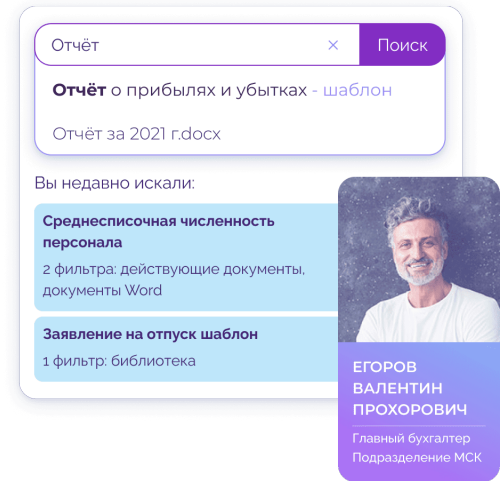 Отчёт
Поиск
Отчёт о прибылях и убытках - шаблон
Отчёт за 2021 г.docx
Вы недавно искали:
Среднесписочная численность
персонала
2 фильтра: действующие документы,
документы Word
Заявление на отпуск шаблон
1 фильтр: библиотека
ЕГОРОВ
ВАЛЕНТИН
ПРОХОРОВИЧ
Главный бухгалтер
Подразделение МСК